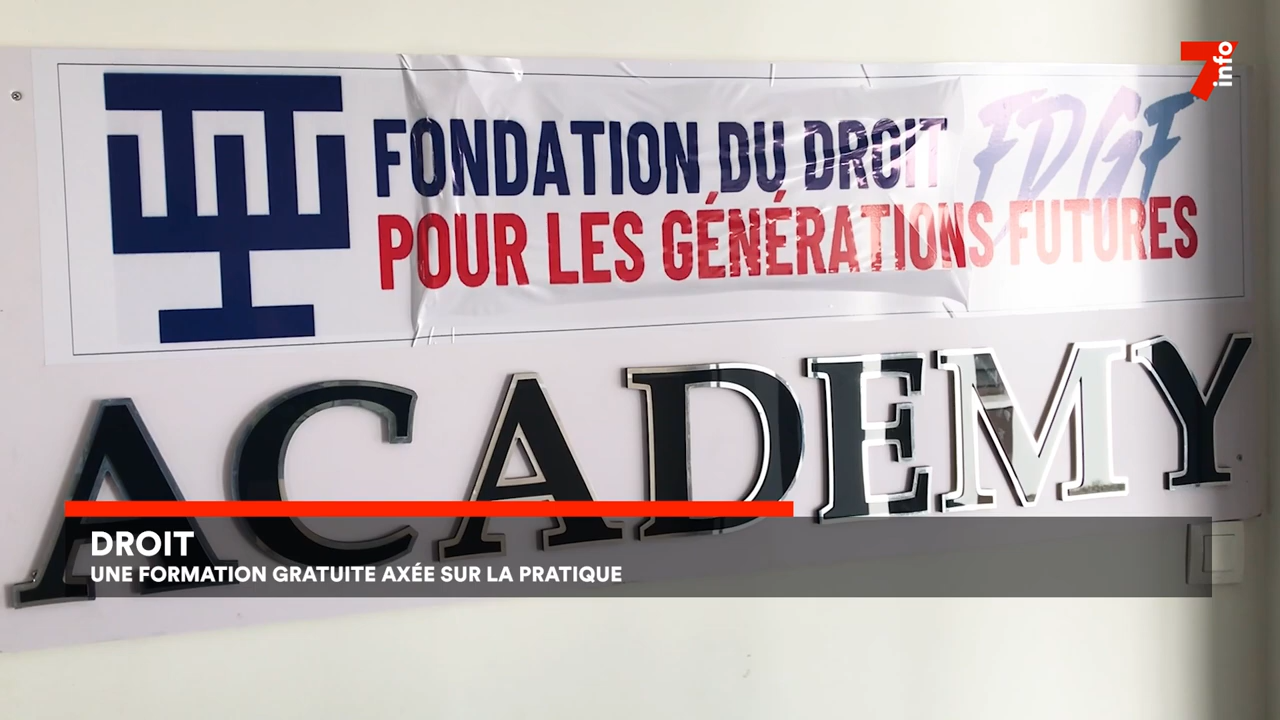 7info
FONDATION DU DROIT FDGF
POUR LES GÉNÉRATIONS FUTURES
ACADEMY
DROIT
UNE FORMATION GRATUITE AXÉE SUR LA PRATIQUE